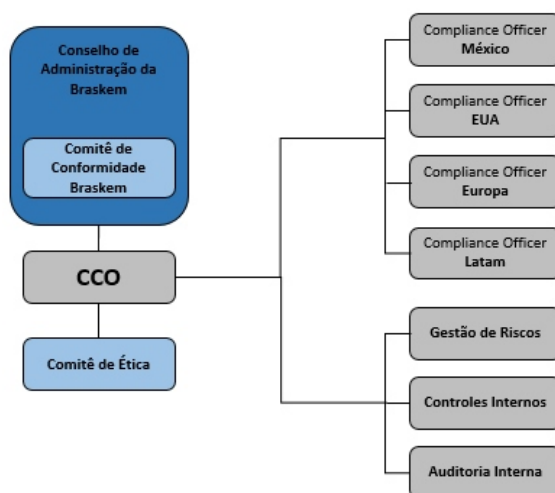 Conselho de
Administração da
Braskem
Comitê de
Conformidade
Braskem
CCO
Comitê de Ética
Compliance Officer
México
Compliance Officer
EUA
Compliance Officer
Europa
Compliance Officer
Latam
Gestão de Riscos
Controles Internos
Auditoria Interna